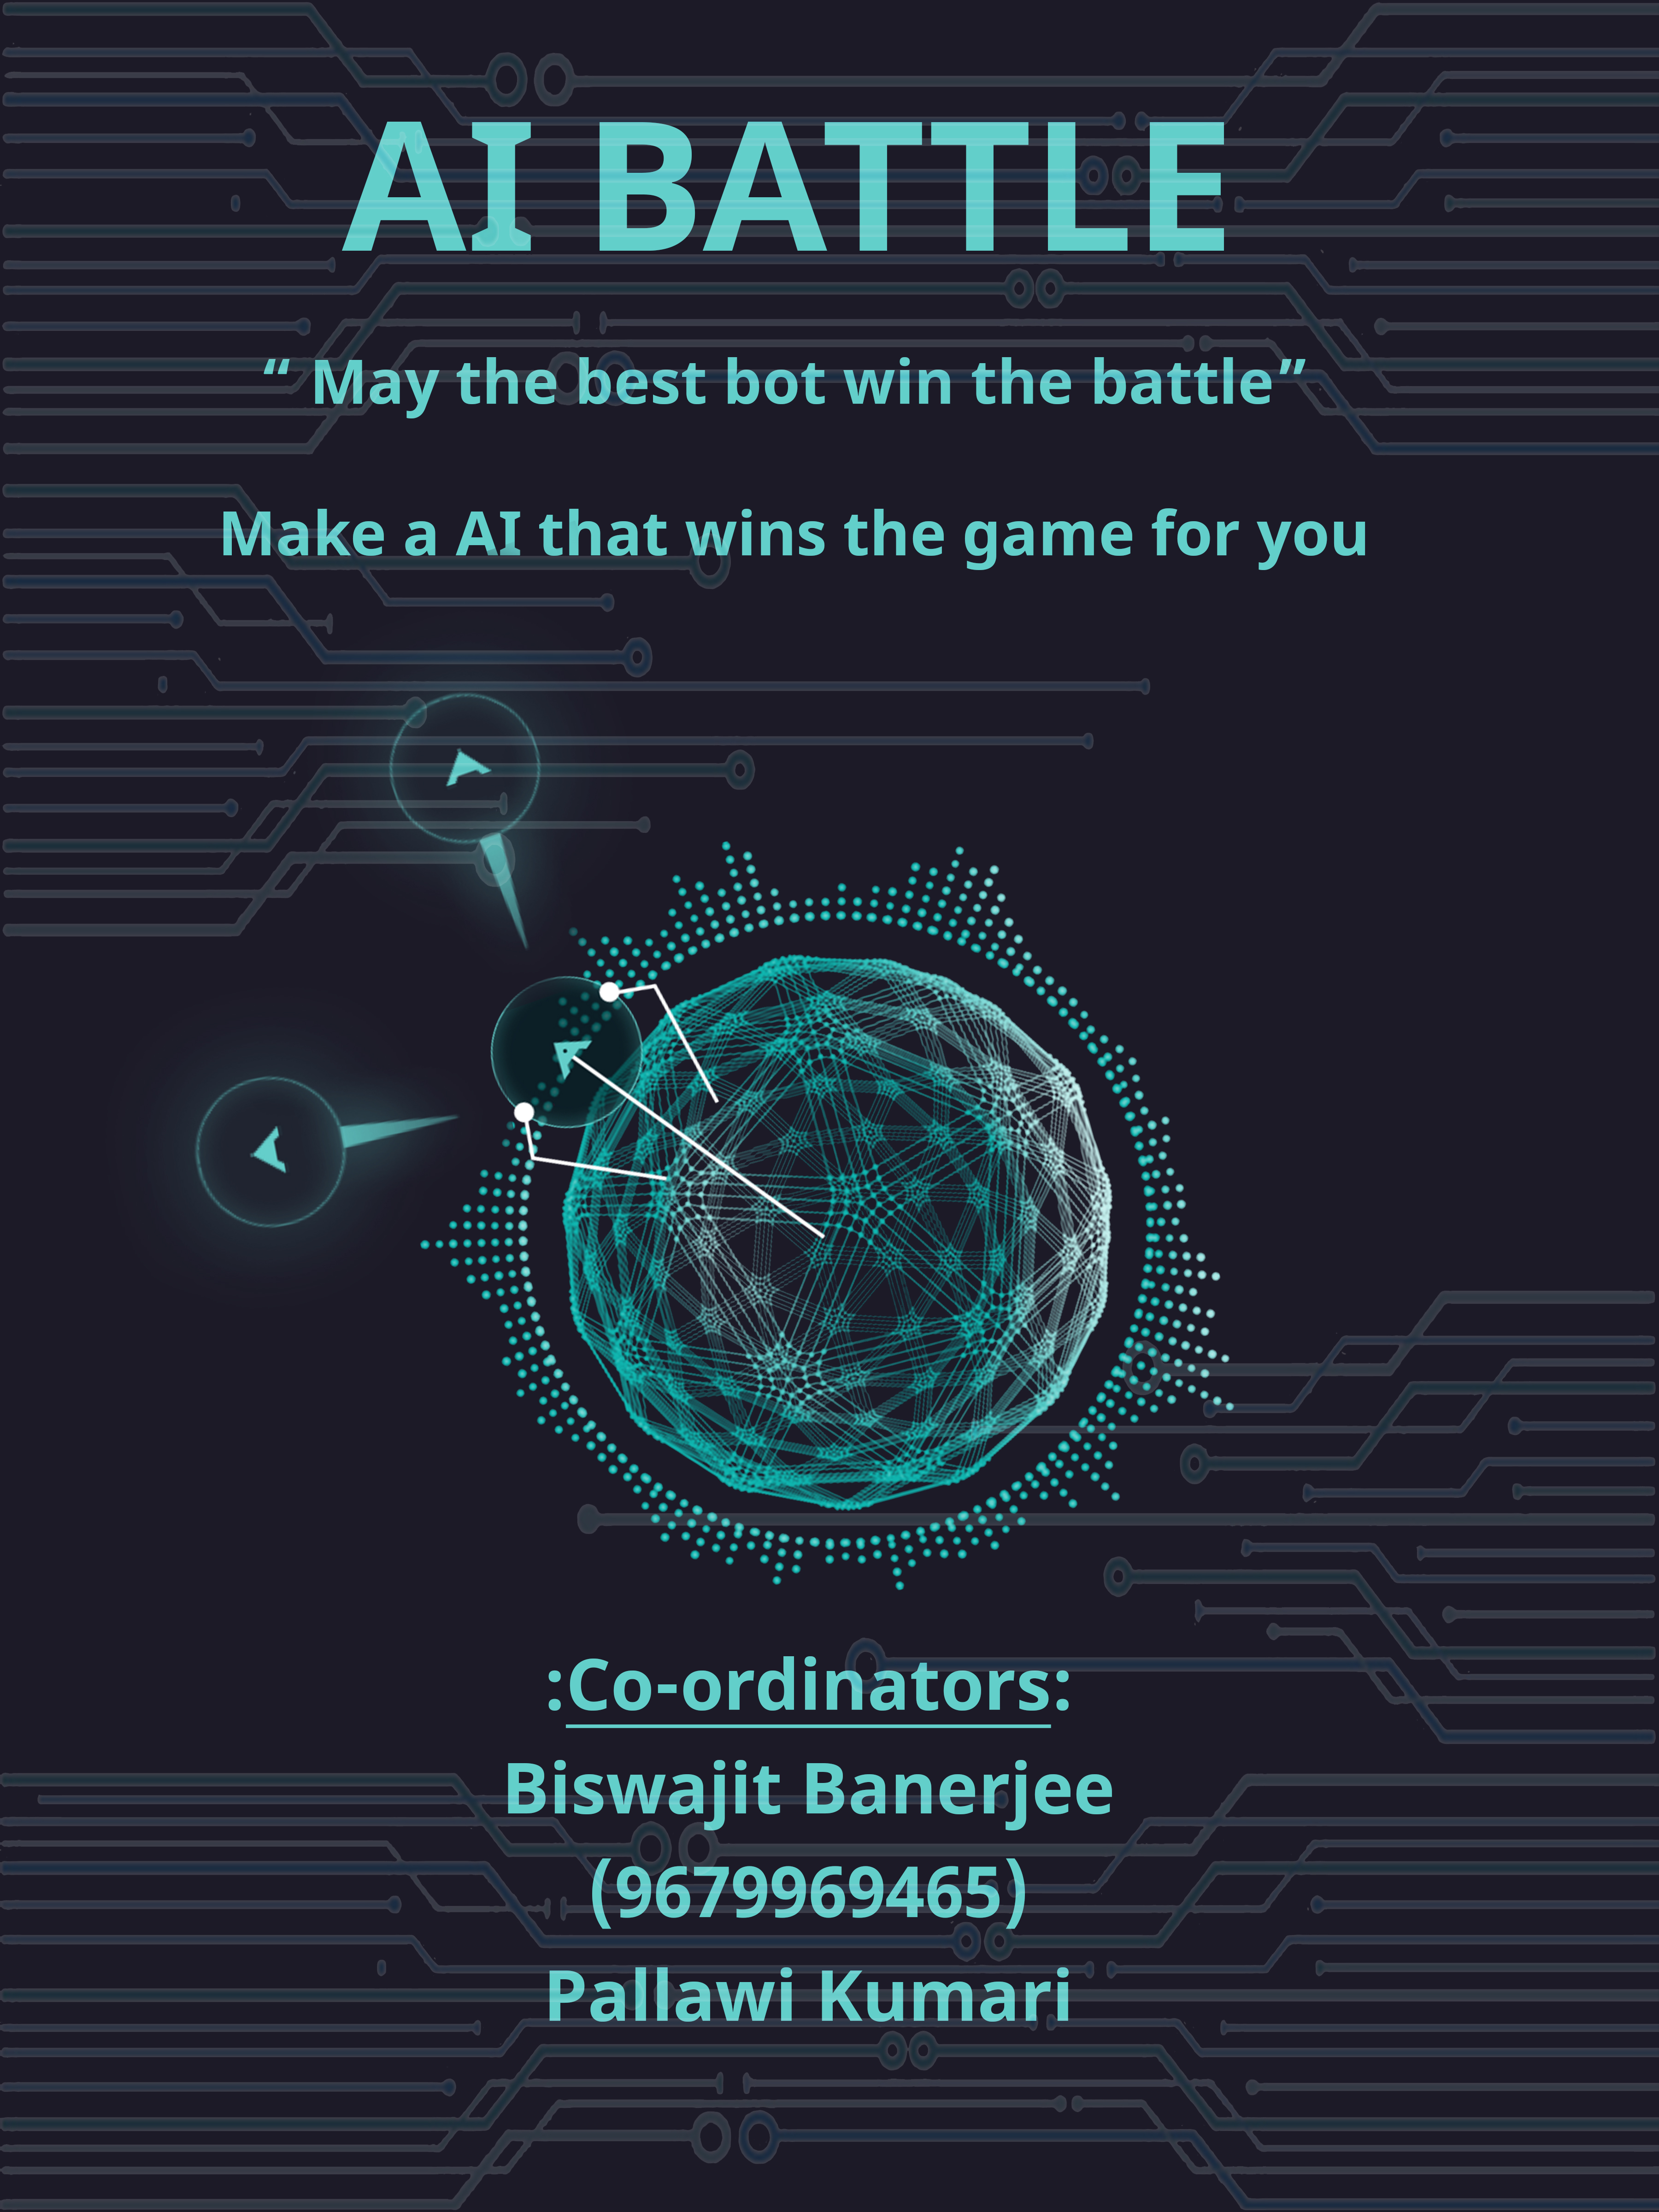 AI BATTLE
“ May the best bot win the battle”
Make a AI that wins the game for you
:Co-ordinators:
Biswajit Banerjee
(9679969465)
Pallawi Kumari